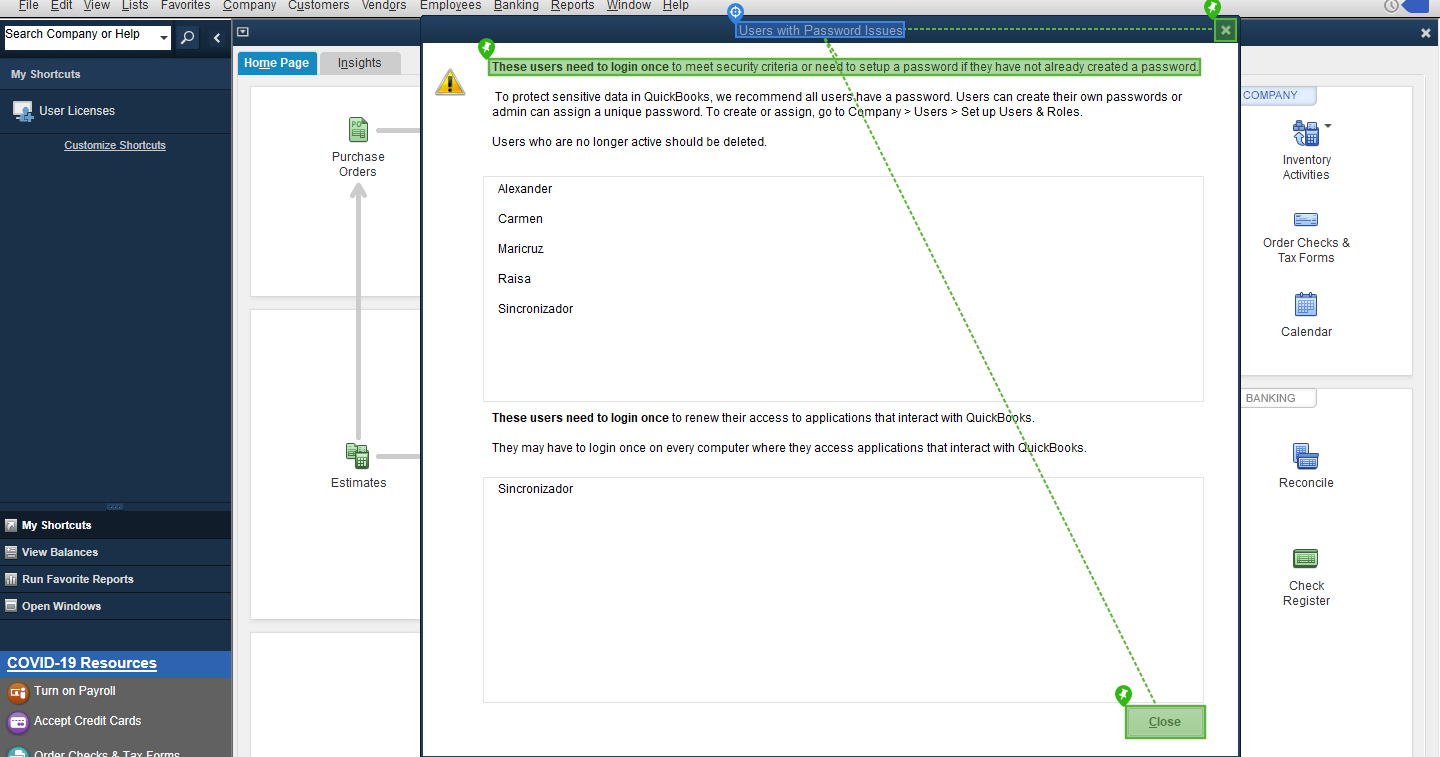 File Edit View Lists Favorites Company Customers Vendors Employees Banking Reports Window Help
Search Company or Help
My Shortcuts
User Licenses
Customize Shortcuts
My Shortcuts
View Balances
Run Favorite Reports
Open Windows
COVID-19 Resources
Turn on Payroll
Accept Credit Cards
Order Checks & Tax Forms
Home Page
Insights
PO
Purchase
Orders
Estimates
Users with Password Issues
These users need to login once to meet security criteria or need to setup a password if they have not already created a password.
To protect sensitive data in QuickBooks, we recommend all users have a password. Users can create their own passwords or
admin can assign a unique password. To create or assign, go to Company > Users > Set up Users & Roles.
Users who are no longer active should be deleted.
Alexander
Carmen
Maricruz
Raisa
Sincronizador
These users need to login once to renew their access to applications that interact with QuickBooks.
They may have to login once on every computer where they access applications that interact with QuickBooks.
Sincronizador
Close
COMPANY
Inventory
Activities
Order Checks &
Tax Forms
Calendar
BANKING
Reconcile
Check
Register